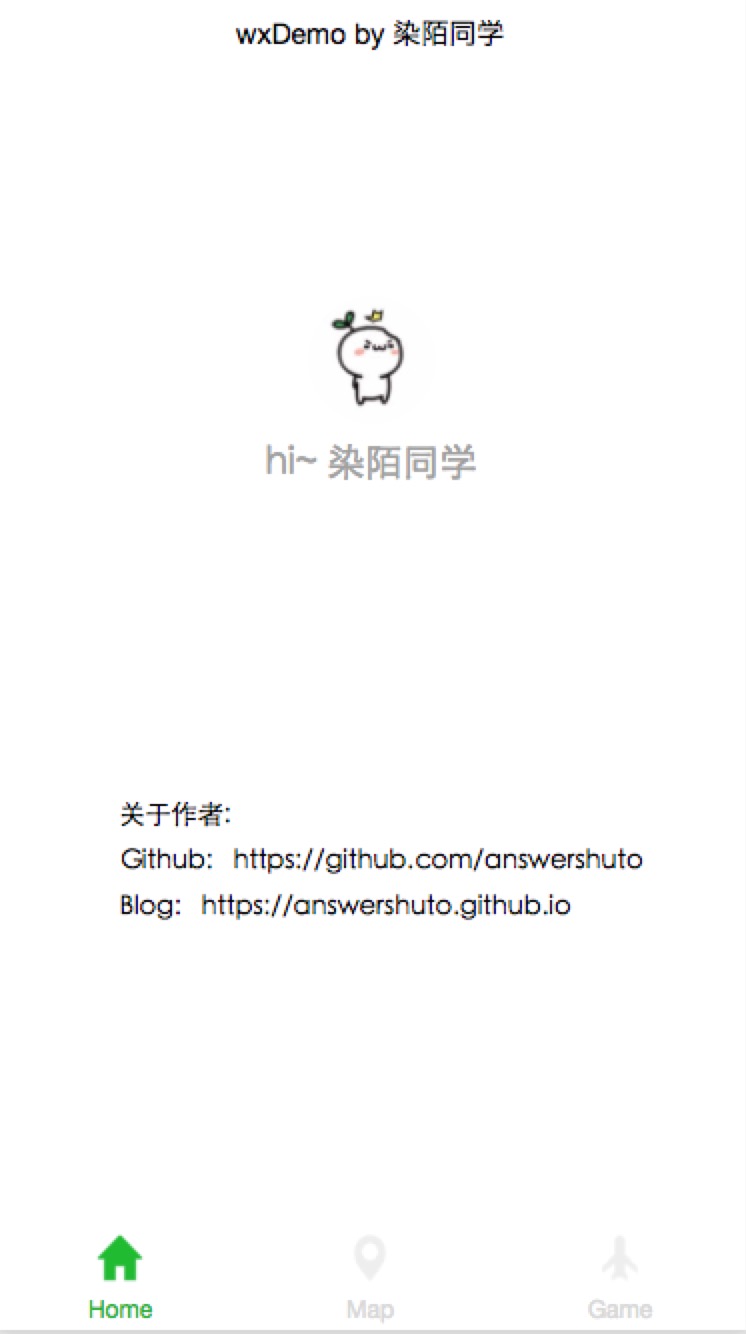 wxDemo by 染陌同学
hi~ 染陌同学
关于作者:
Github: https://github.com/answershuto
Blog: https://answershuto.github.io
Home Map Game